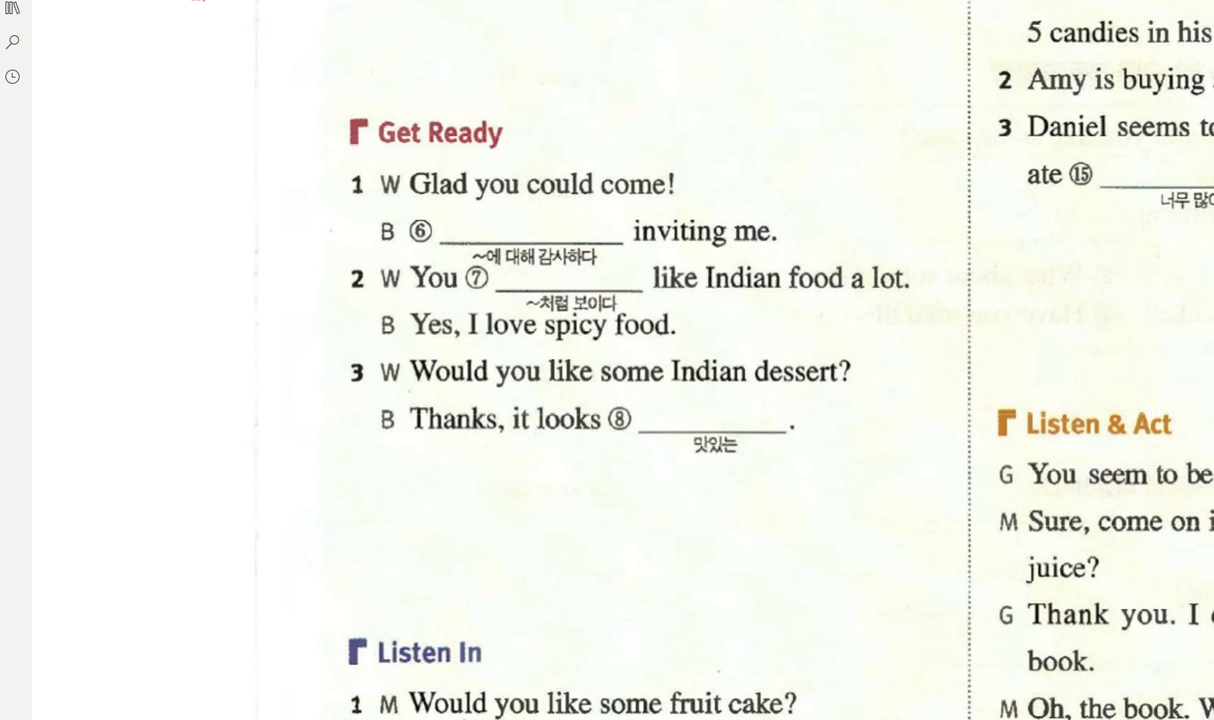 Get Ready
1 W Glad you could come!
B ⑥ ____________ inviting me.
~에 대해 감사하다
2 W You ⑦ ____________ like Indian food a lot.
~처럼 보이다
B Yes, I love spicy food.
3 W Would you like some Indian dessert?
B Thanks, it looks ⑧ ____________.
맛있는
Listen In
1 M Would you like some fruit cake?
5 candies in his
2 Amy is buying
3 Daniel seems
ate ⑮ ____________
너무
Listen & Act
G You seem to be
M Sure, come on
juice?
G Thank you. I
book.
M Oh, the book.